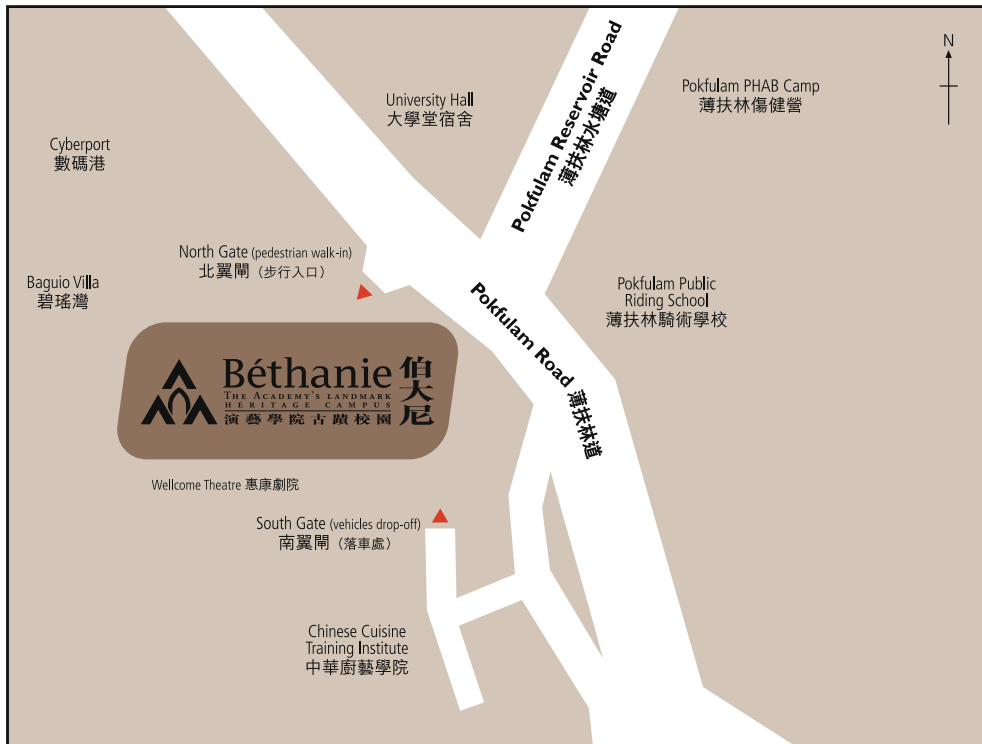 N
University Hall
大學堂宿舍
Pokfulam Reservoir Road
薄扶林水塘道
Pokfulam PHAB Camp
薄扶林傷健營
Cyberport
數碼港
North Gate (pedestrian walk-in)
北翼閘（步行入口）
Baguio Villa
碧瑤灣
Pokfulam Public
Riding School
薄扶林騎術學校
Pokfulam Road 薄扶林道
Béthanie
THE ACADEMY'S LANDMARK
HERITAGE CAMPUS
演藝學院古蹟校園
伯大尼
Wellcome Theatre 惠康劇院
South Gate (vehicles drop-off)
南翼閘（落車處）
Chinese Cuisine
Training Institute
中華廚藝學院